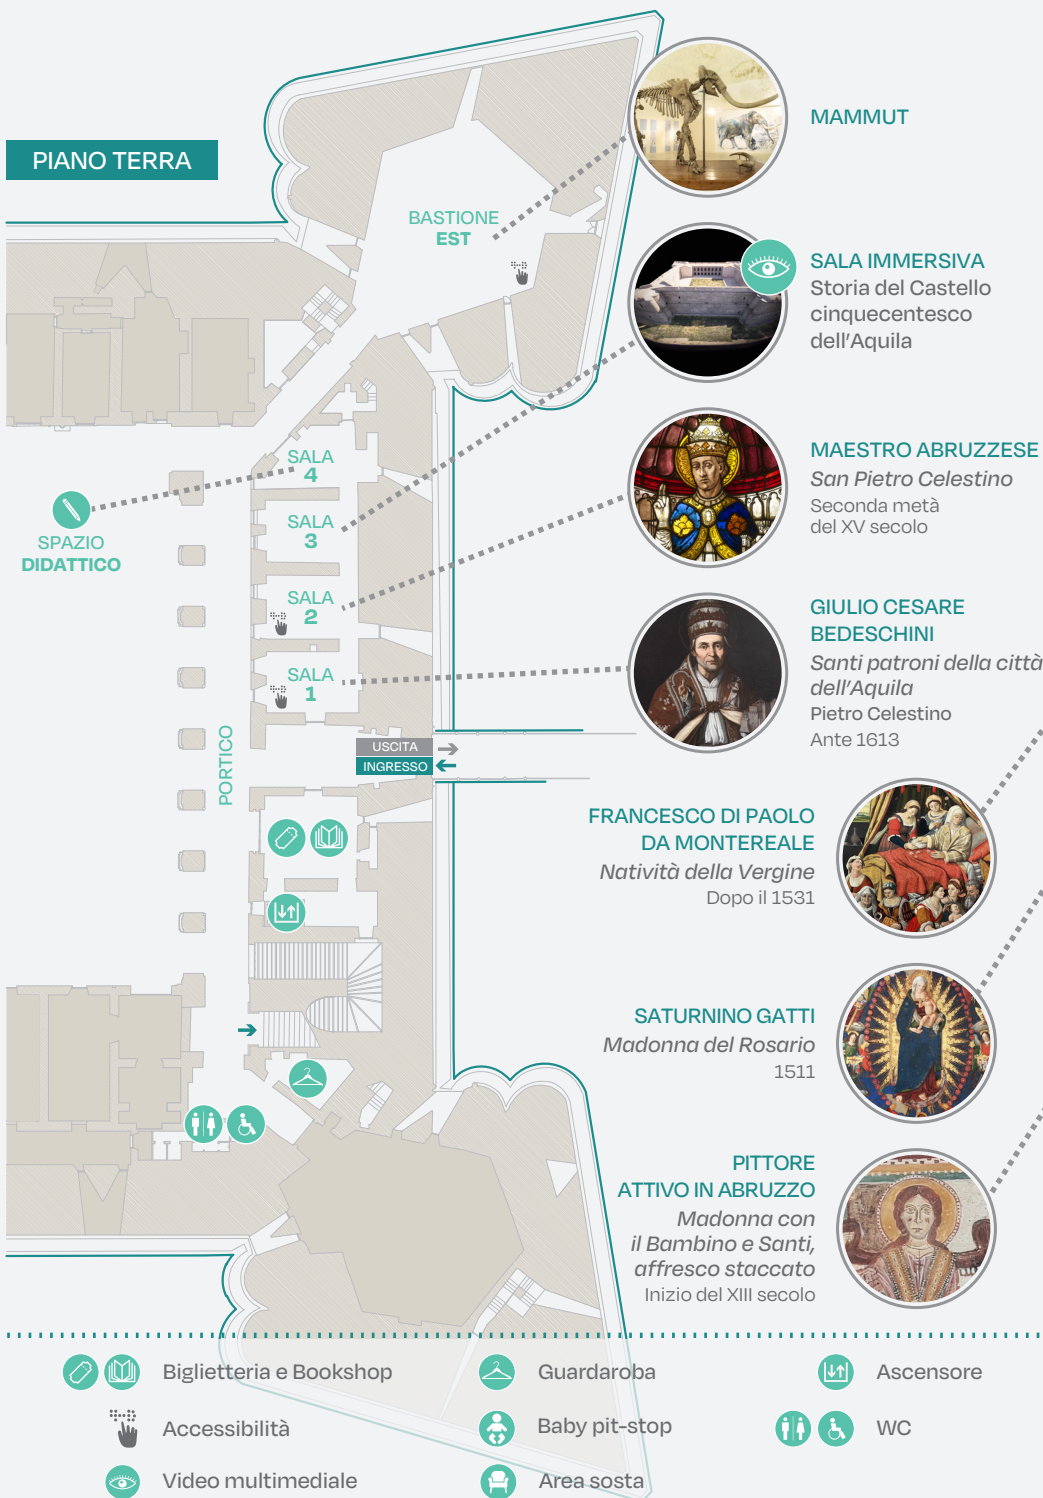 PIANO TERRA
MAMMUT
BASTIONE
EST
SALA IMMERSIVA
Storia del Castello
cinquecentesco
dell'Aquila
MAESTRO ABRUZZESE
San Pietro Celestino
Seconda metà
del XV secolo
SALA
4
SPAZIO
DIDATTICO
SALA
3
SALA
2
SALA
1
GIULIO CESARE
BEDESCHINI
Santi patroni della città
dell'Aquila
Pietro Celestino
Ante 1613
PORTICO
USCITA
INGRESSO
FRANCESCO DI PAOLO
DA MONTEREALE
Natività della Vergine
Dopo il 1531
SATURNINO GATTI
Madonna del Rosario
1511
PITTORE
ATTIVO IN ABRUZZO
Madonna con
il Bambino e Santi,
affresco staccato
Inizio del XIII secolo
Biglietteria e Bookshop
Guardaroba
Ascensore
Accessibilità
Baby pit-stop
WC
Video multimediale
Area sosta